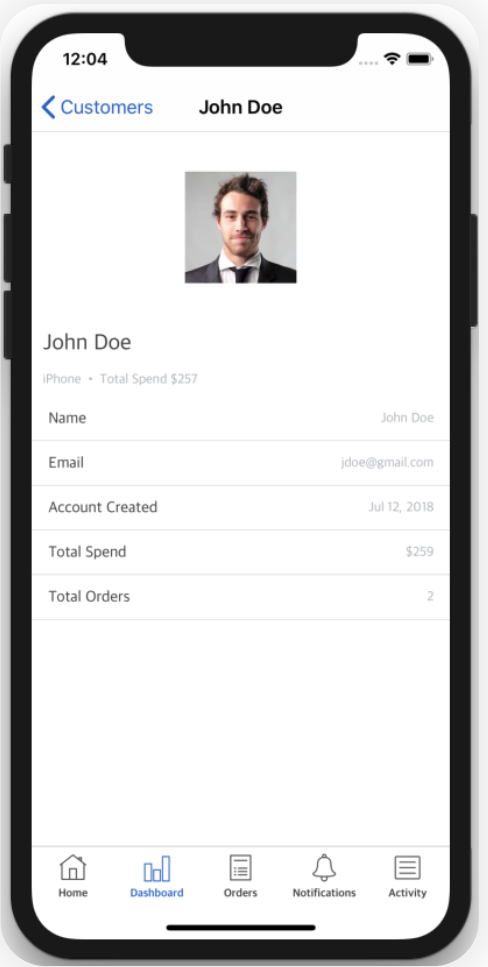 12:04
Customers John Doe
John Doe
iPhone • Total Spend $257
Name John Doe
Email jdoe@gmail.com
Account Created Jul 12, 2018
Total Spend $259
Total Orders 2
Home Dashboard Orders Notifications Activity